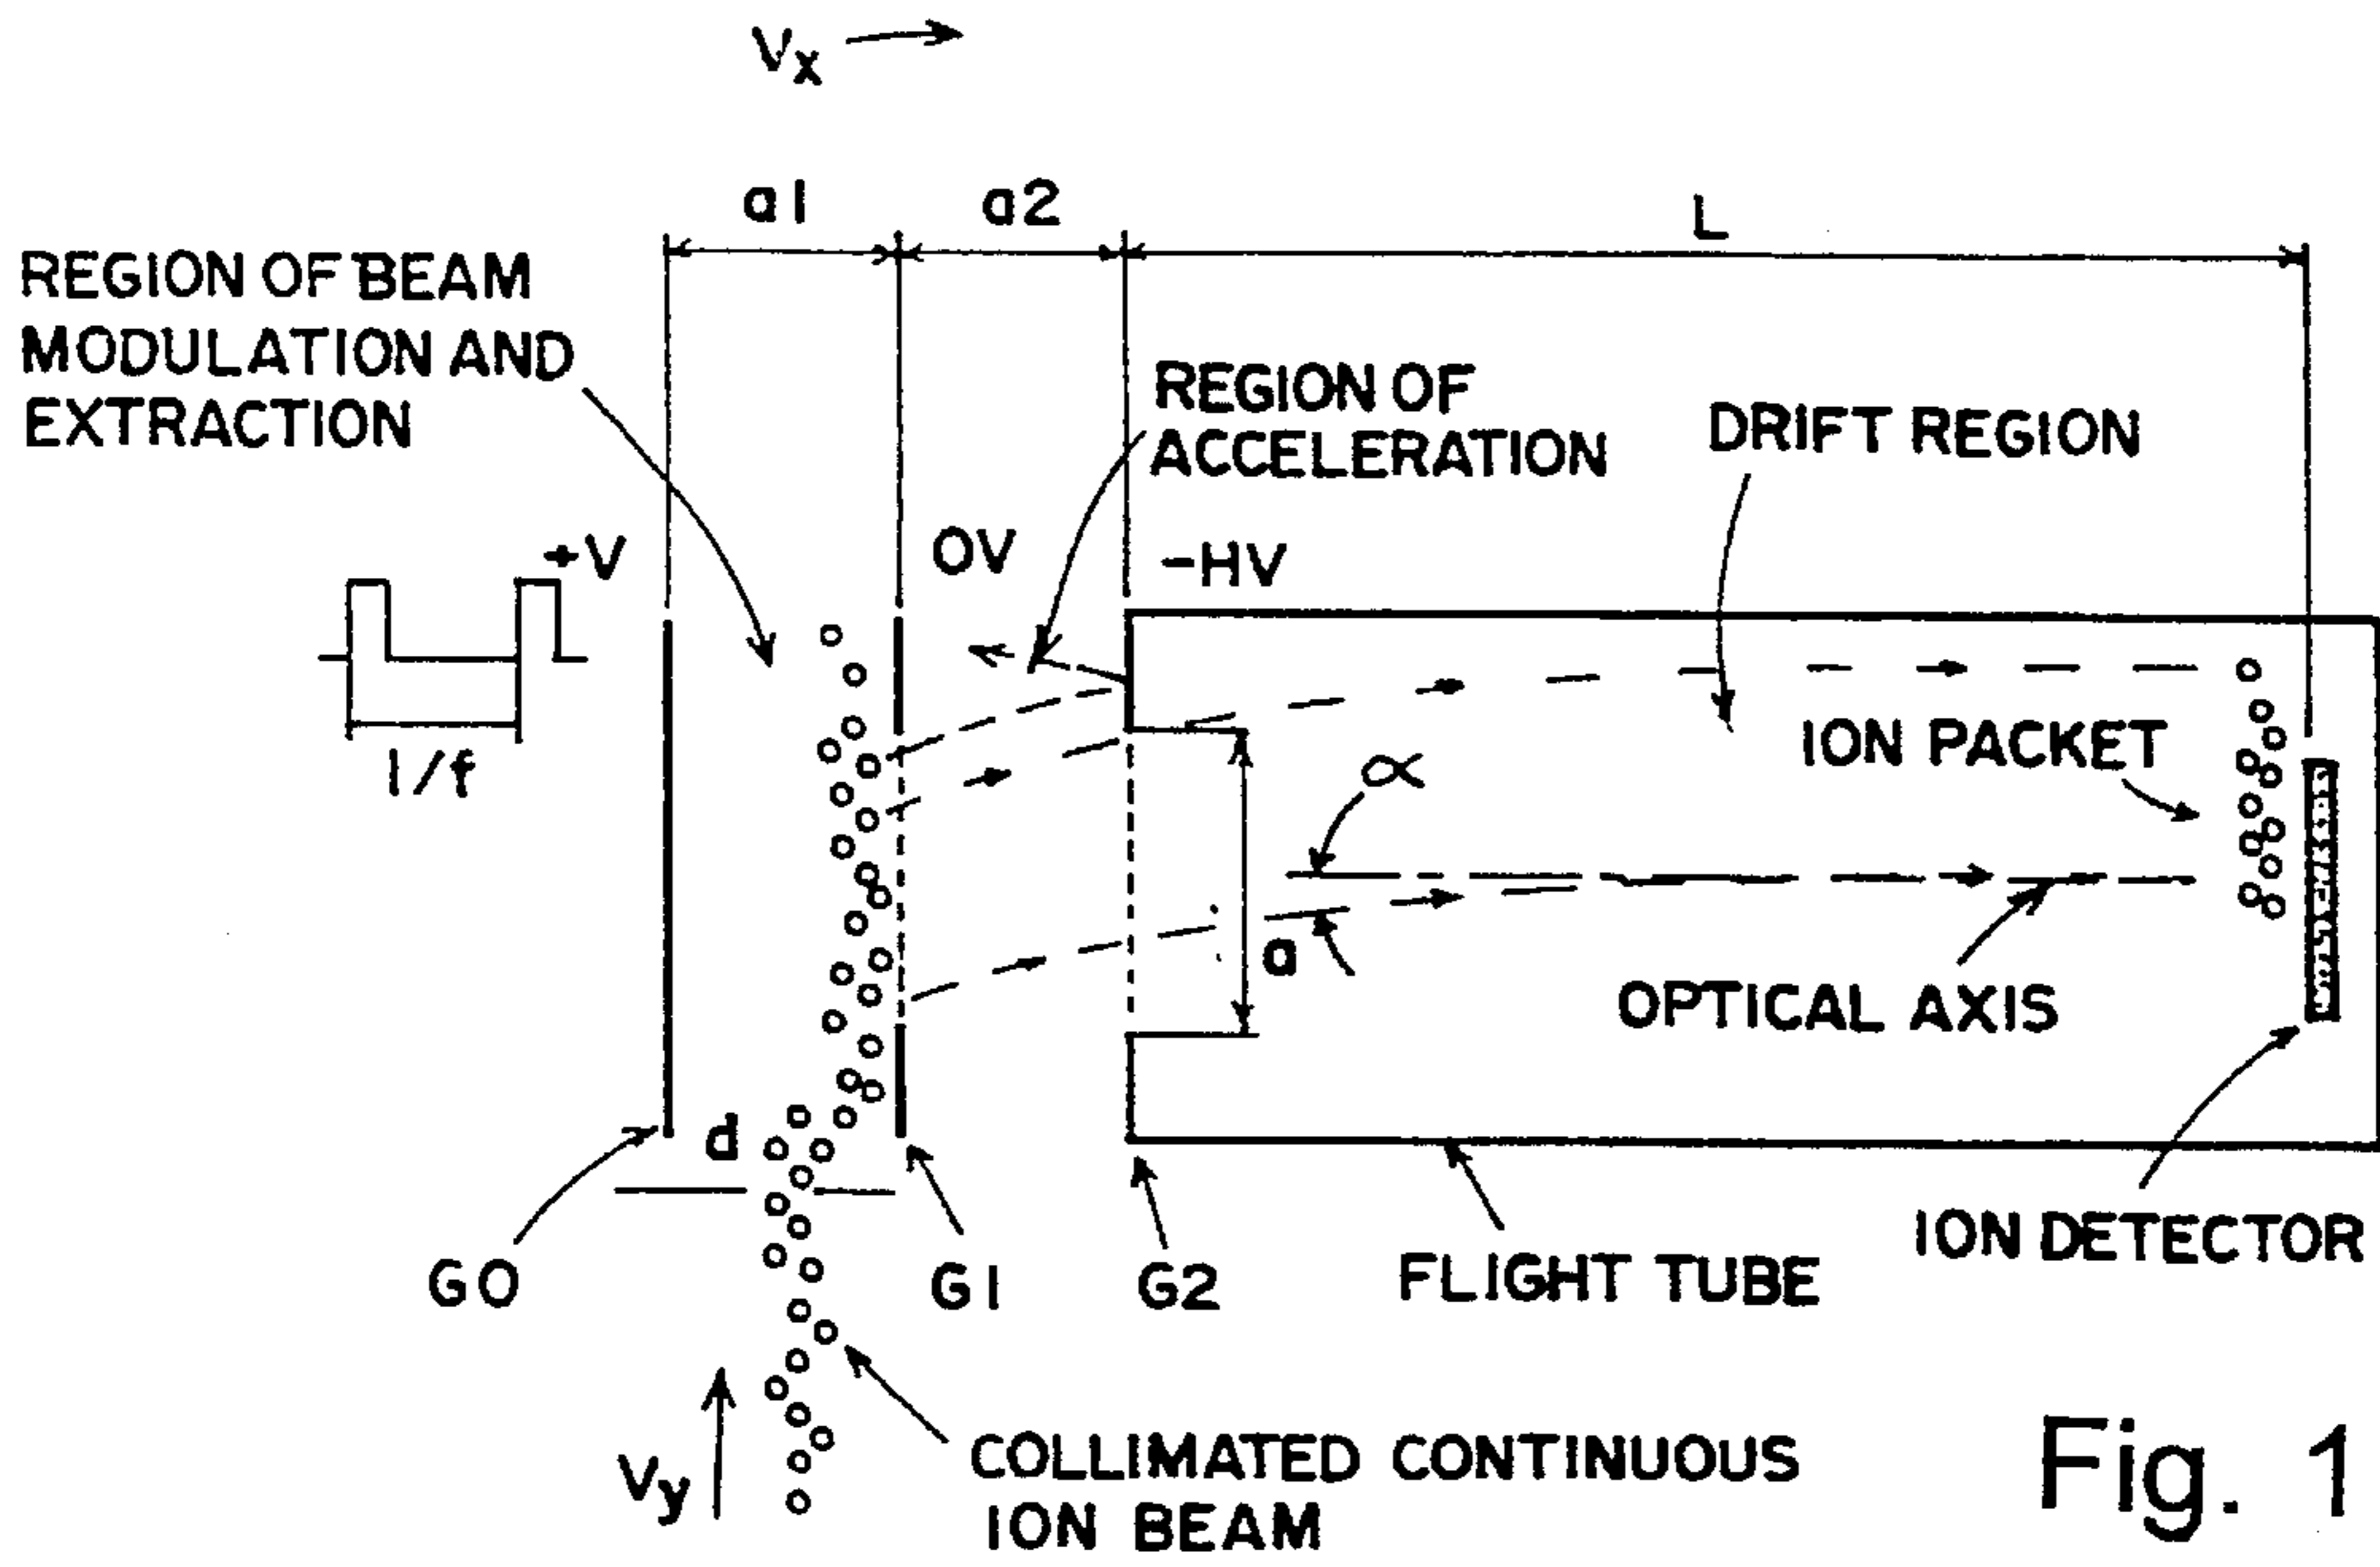 Vx
a1
a2
L
REGION OF BEAM
MODULATION AND
EXTRACTION
REGION OF
ACCELERATION
DRIFT REGION
+V
0V
-HV
1/f
α
ION PACKET
a
OPTICAL AXIS
d
G0
G1
G2
FLIGHT TUBE
ION DETECTOR
Vy
COLLIMATED CONTINUOUS
ION BEAM
Fig. 1